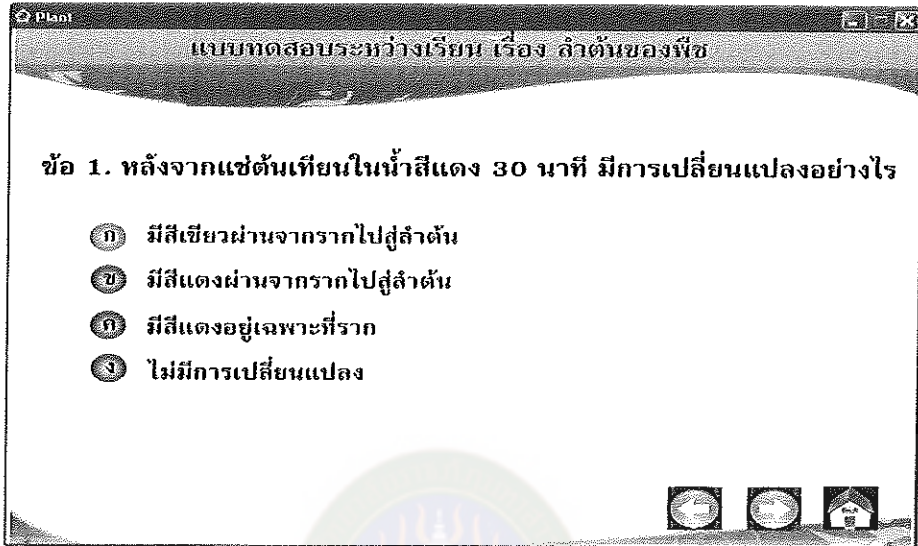 Plant
แบบทดสอบระหว่างเรียน เรื่อง ลำต้นของพืช
ข้อ 1. หลังจากแช่ต้นเทียนในน้ำสีแดง 30 นาที มีการเปลี่ยนแปลงอย่างไร
ก มีสีเขียวผ่านจากรากไปสู่ลำต้น
ข มีสีแดงผ่านจากรากไปสู่ลำต้น
ค มีสีแดงอยู่เฉพาะที่ราก
ง ไม่มีการเปลี่ยนแปลง